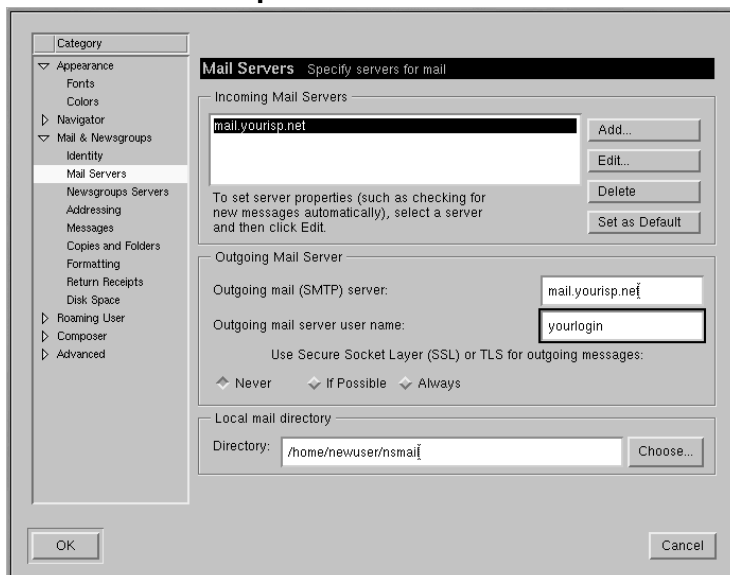 Category
Appearance
Fonts
Colors
Navigator
Mail & Newsgroups
Identity
Mail Servers
Newsgroups Servers
Addressing
Messages
Copies and Folders
Formatting
Return Receipts
Disk Space
Roaming User
Composer
Advanced
Mail Servers Specify servers for mail
Incoming Mail Servers
mail.yourisp.net
Add...
Edit...
Delete
Set as Default
To set server properties (such as checking for
new messages automatically), select a server
and then click Edit.
Outgoing Mail Server
Outgoing mail (SMTP) server: mail.yourisp.net
Outgoing mail server user name: yourlogin
Use Secure Socket Layer (SSL) or TLS for outgoing messages:
Never If Possible Always
Local mail directory
Directory: /home/newuser/nsmail Choose...
OK Cancel